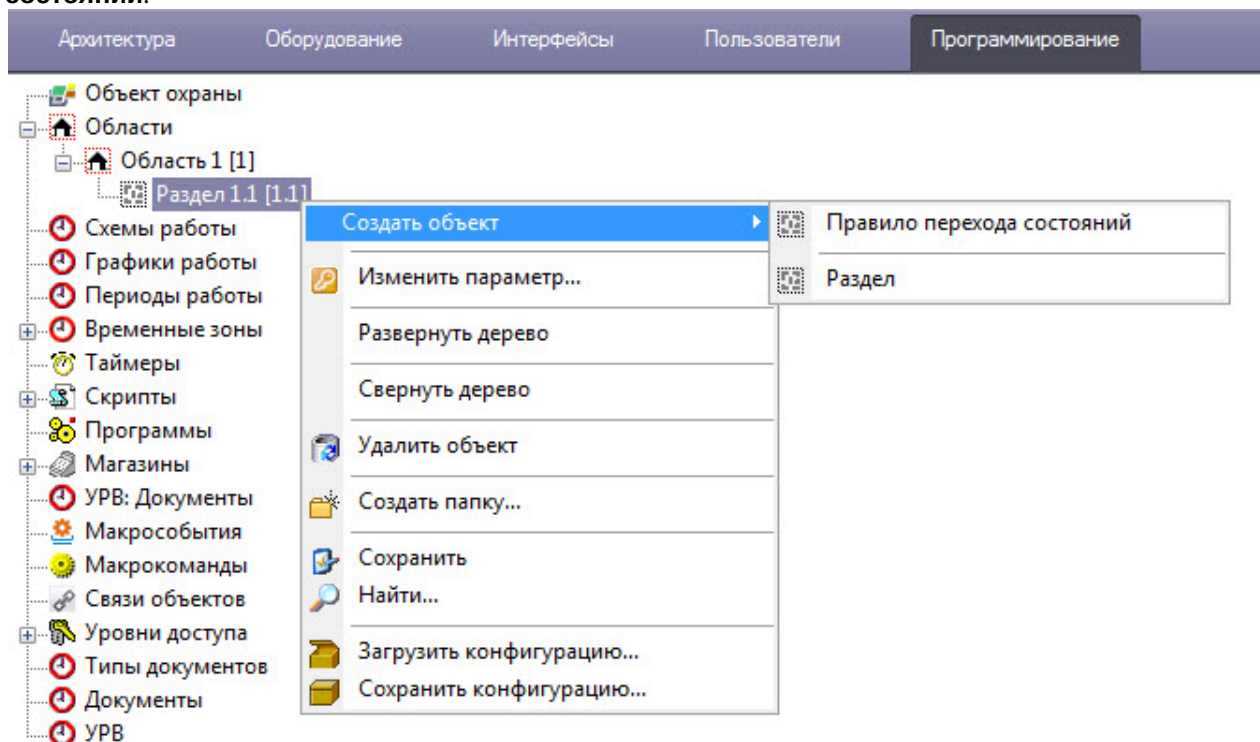 состояний.
Архитектура Оборудование Интерфейсы Пользователи Программирование
Объект охраны
Области
Область 1 [1]
Раздел 1.1 [1.1]
Схемы работы
Графики работы
Периоды работы
Временные зоны
Таймеры
Скрипты
Программы
Магазины
УРВ: Документы
Макрособытия
Макрокоманды
Связи объектов
Уровни доступа
Типы документов
Документы
УРВ
Создать объект
Изменить параметр...
Развернуть дерево
Свернуть дерево
Удалить объект
Создать папку...
Сохранить
Найти...
Загрузить конфигурацию...
Сохранить конфигурацию...
Правило перехода состояний
Раздел